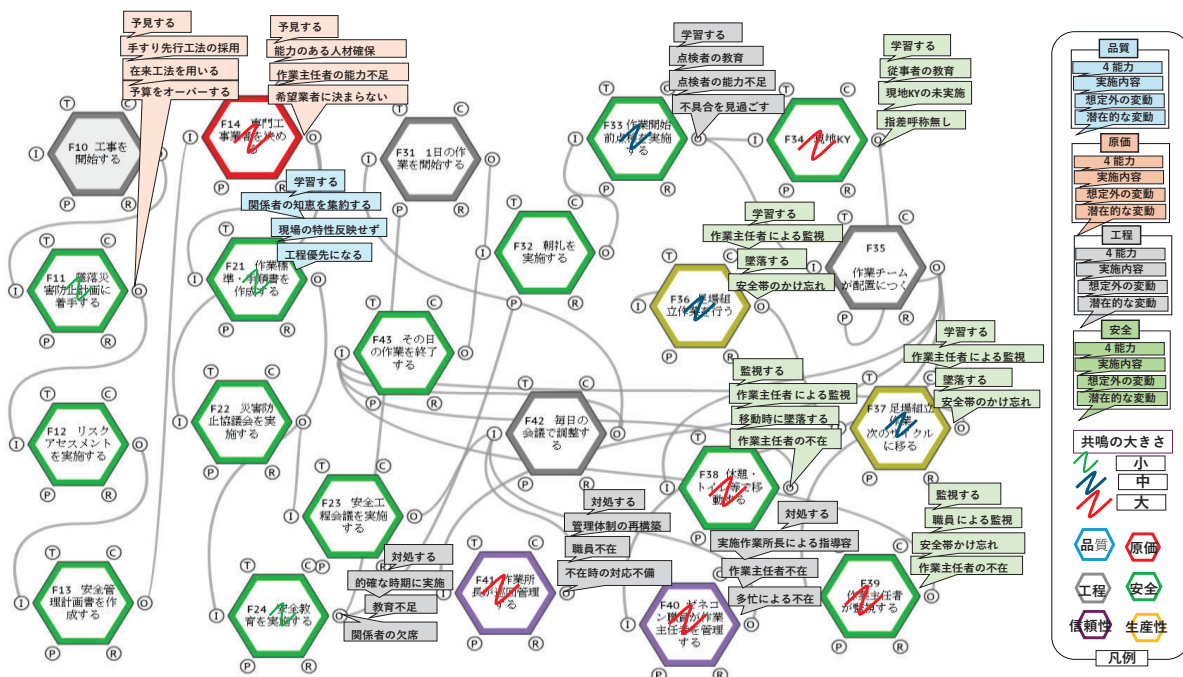 予見する
手すり先行工法の採用
在来工法を用いる
予算をオーバーする
予見する
能力のある人材確保
作業主任者の能力不足
希望業者に決まらない
学習する
点検者の教育
点検者の能力不足
不具合を見過ごす
学習する
従事者の教育
現地KYの未実施
指差呼称無し
T
C
I
F10 工事を
開始する
P
I
F14 専門工
事業者を決め
る
O
P
R
T
C
I
F31 1日の作
業を開始する
O
P
R
T
C
I
F33 作業開始
前点検を実施
する
O
P
R
T
C
I
F34 現地KY
O
P
R
学習する
関係者の知恵を集約する
現場の特性反映せず
工程優先になる
T
C
I
F11 墜落災
害防止計画に
着手する
O
P
R
T
I
F21 作業標
準・手順書を
作成する
O
P
R
T
C
I
F32 朝礼を
実施する
O
P
R
学習する
作業主任者による監視
墜落する
安全帯のかけ忘れ
T
I
F36 足場組
立作業を行う
P
R
T
C
I
F35
作業チーム
が配置につく
O
P
R
T
C
I
F43 その日
の作業を終了
する
O
P
R
学習する
作業主任者による監視
墜落する
安全帯のかけ忘れ
T
C
I
F12 リスク
アセスメント
を実施する
O
P
R
T
C
I
F22 災害防
止協議会を実
施する
O
P
R
T
C
I
F42 毎日の
会議で調整す
る
O
P
R
監視する
作業主任者による監視
移動時に墜落する
作業主任者の不在
T
C
I
F37 足場組立
作業
次のサイクル
に移る
O
P
R
T
C
I
F23 安全工
程会議を実施
する
O
P
R
T
I
F38 休憩・
トイレ等で移
動する
O
P
R
監視する
職員による監視
安全帯かけ忘れ
作業主任者の不在
T
C
I
F13 安全管
理計画書を作
成する
O
P
R
T
C
I
F24 安全教
育を実施する
O
P
R
対処する
的確な時期に実施
教育不足
関係者の欠席
T
C
I
F41 作業所
長が巡回管理
する
O
P
R
対処する
管理体制の再構築
職員不在
不在時の対応不備
T
C
I
F40 ゼネコ
ン職員が作業
主任者を管理
する
O
P
R
対処する
実施作業所長による指導容
作業主任者不在
多忙による不在
T
C
I
F39
作業主任者
が監視する
O
P
R
品質
4能力
実施内容
想定外の変動
潜在的な変動
原価
4能力
実施内容
想定外の変動
潜在的な変動
工程
4能力
実施内容
想定外の変動
潜在的な変動
安全
4能力
実施内容
想定外の変動
潜在的な変動
共鳴の大きさ
小
中
大
品質
原価
工程
安全
信頼性
生産性
凡例